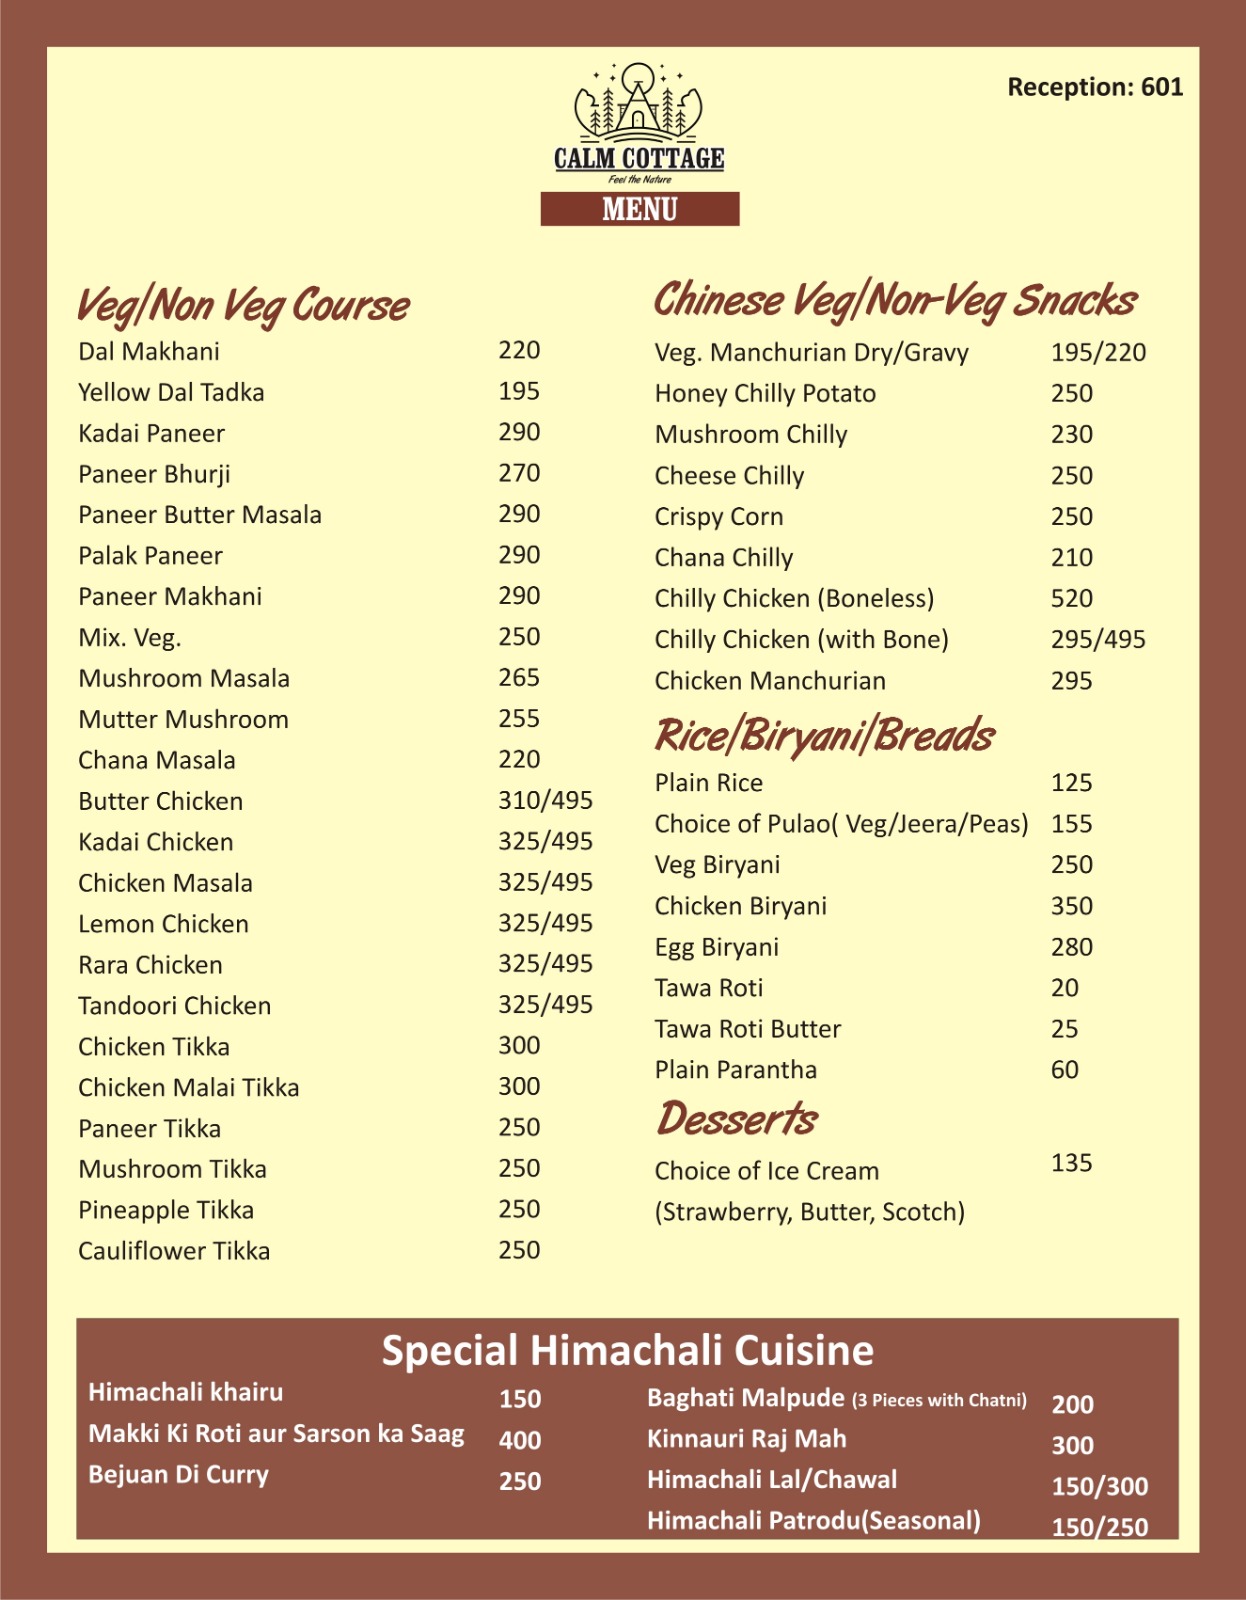 Reception: 601
CALM COTTAGE
Feel the Nature
MENU
Veg/Non Veg Course
Dal Makhani 220
Yellow Dal Tadka 195
Kadai Paneer 290
Paneer Bhurji 270
Paneer Butter Masala 290
Palak Paneer 290
Paneer Makhani 290
Mix. Veg. 250
Mushroom Masala 265
Mutter Mushroom 255
Chana Masala 220
Butter Chicken 310/495
Kadai Chicken 325/495
Chicken Masala 325/495
Lemon Chicken 325/495
Rara Chicken 325/495
Tandoori Chicken 325/495
Chicken Tikka 300
Chicken Malai Tikka 300
Paneer Tikka 250
Mushroom Tikka 250
Pineapple Tikka 250
Cauliflower Tikka 250
Chinese Veg/Non-Veg Snacks
Veg. Manchurian Dry/Gravy 195/220
Honey Chilly Potato 250
Mushroom Chilly 230
Cheese Chilly 250
Crispy Corn 250
Chana Chilly 210
Chilly Chicken (Boneless) 520
Chilly Chicken (with Bone) 295/495
Chicken Manchurian 295
Rice/Biryani/Breads
Plain Rice 125
Choice of Pulao( Veg/Jeera/Peas) 155
Veg Biryani 250
Chicken Biryani 350
Egg Biryani 280
Tawa Roti 20
Tawa Roti Butter 25
Plain Parantha 60
Desserts
Choice of Ice Cream 135
(Strawberry, Butter, Scotch)
Special Himachali Cuisine
Himachali khairu 150
Makki Ki Roti aur Sarson ka Saag 400
Bejuan Di Curry 250
Baghati Malpude (3 Pieces with Chatni) 200
Kinnauri Raj Mah 300
Himachali Lal/Chawal 150/300
Himachali Patrodu(Seasonal) 150/250